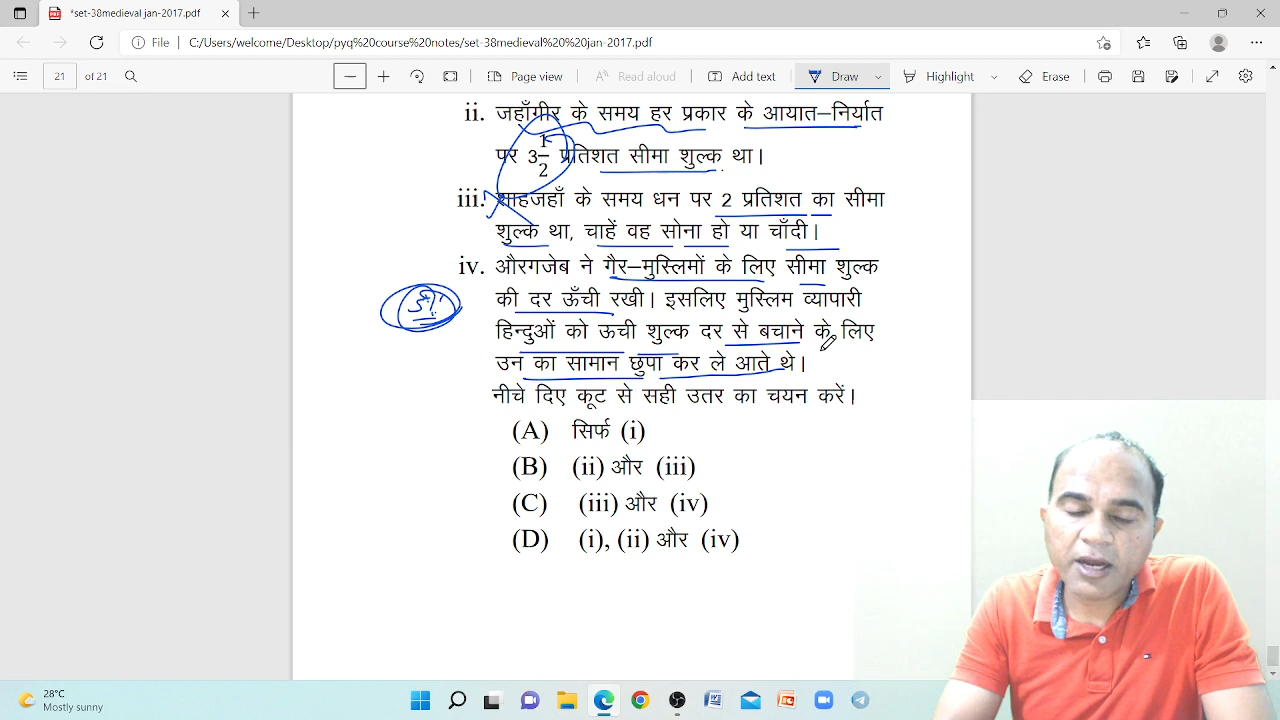 *set-38medieval jan-2017.pdf
File | C:/Users/welcome/Desktop/pyq%20course%20notes/set-38medieval%20%20jan-2017.pdf
21 of 21 Page view Read aloud Add text Draw Highlight Erase
ii. जहाँगीर के समय हर प्रकार के आयात–निर्यात
पर 3 1/2 प्रतिशत सीमा शुल्क था।
iii. शाहजहाँ के समय धन पर 2 प्रतिशत का सीमा
शुल्क था, चाहें वह सोना हो या चाँदी।
iv. औरगजेब ने गैर–मुस्लिमों के लिए सीमा शुल्क
की दर ऊँची रखी। इसलिए मुस्लिम व्यापारी
हिन्दुओं को ऊची शुल्क दर से बचाने के लिए
उन का सामान छुपा कर ले आते थे।
नीचे दिए कूट से सही उतर का चयन करें।
(A) सिर्फ (i)
(B) (ii) और (iii)
(C) (iii) और (iv)
(D) (i), (ii) और (iv)
28°C
Mostly sunny